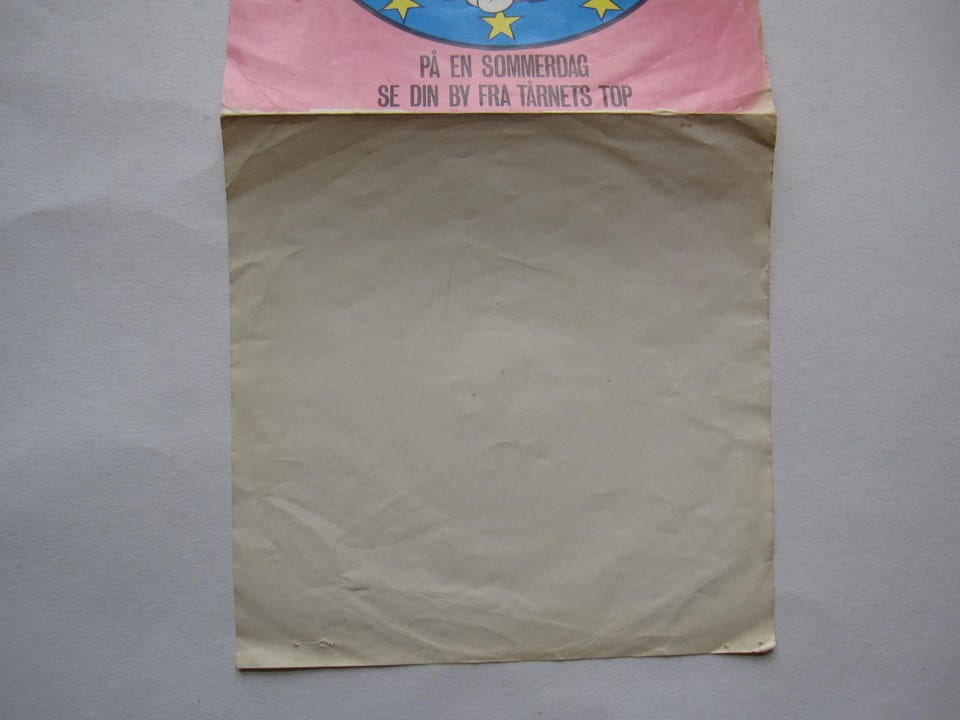 PÅ EN SOMMERDAG
SE DIN BY FRA TÅRNETS TOP